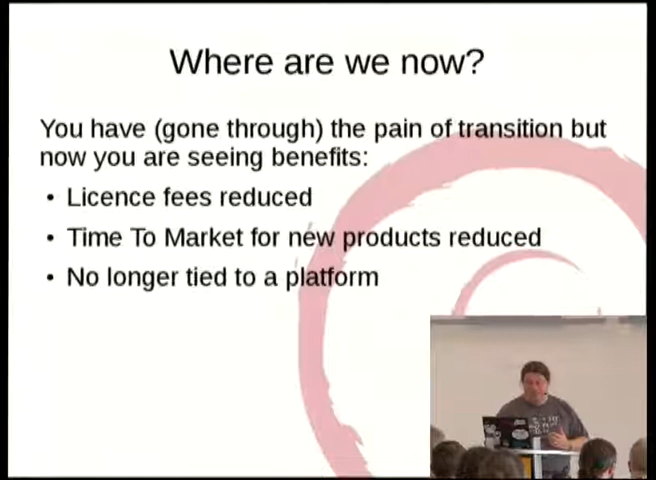 Where are we now?
You have (gone through) the pain of transition but
now you are seeing benefits:
• Licence fees reduced
• Time To Market for new products reduced
• No longer tied to a platform